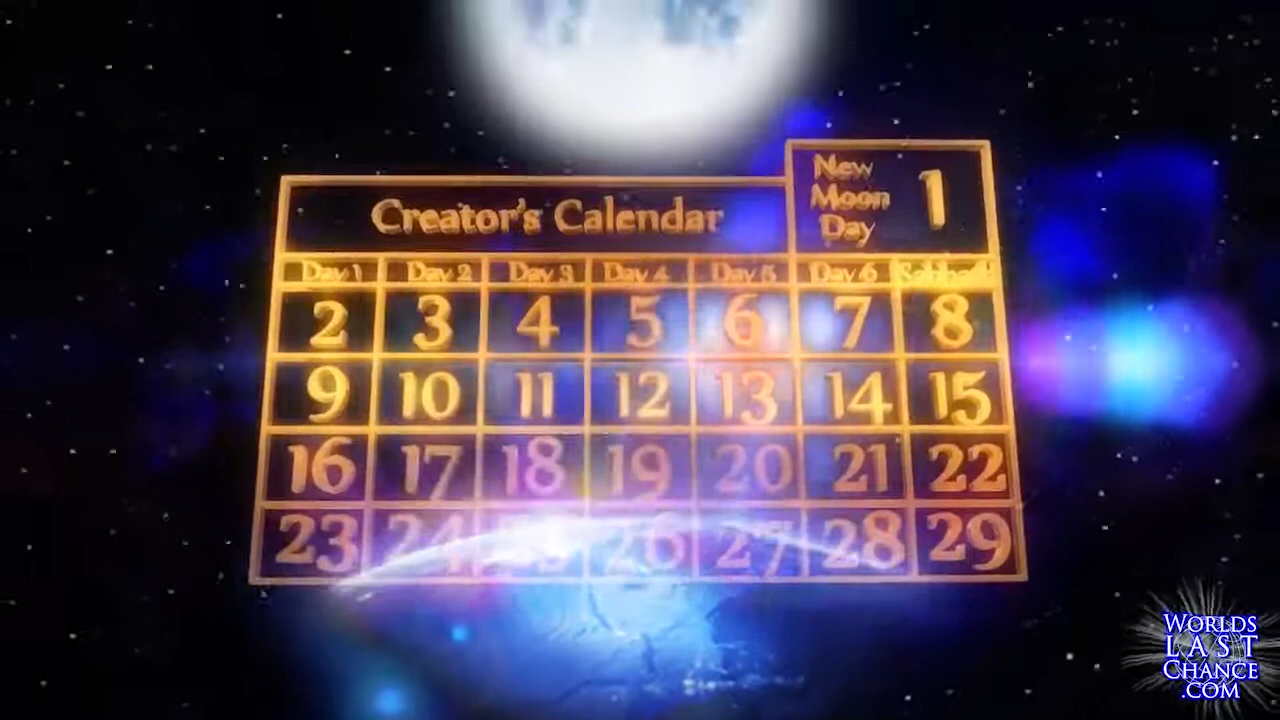 New
Moon
Day
1
Creator's Calendar
Day 1 Day 2 Day 3 Day 4 Day 5 Day 6 Sabbath
2 3 4 5 6 7 8
9 10 11 12 13 14 15
16 17 18 19 20 21 22
23 24 25 26 27 28 29
WORLDS
LAST
CHANCE
.COM